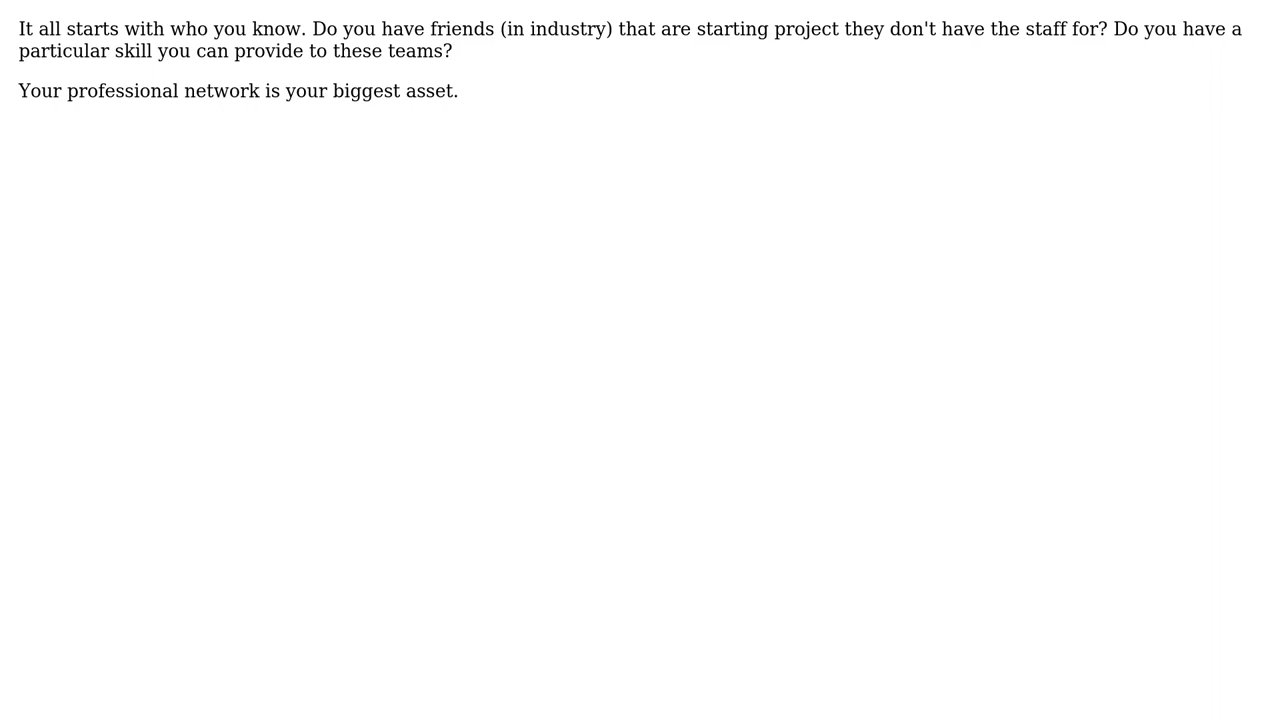 It all starts with who you know. Do you have friends (in industry) that are starting project they don't have the staff for? Do you have a
particular skill you can provide to these teams?
Your professional network is your biggest asset.